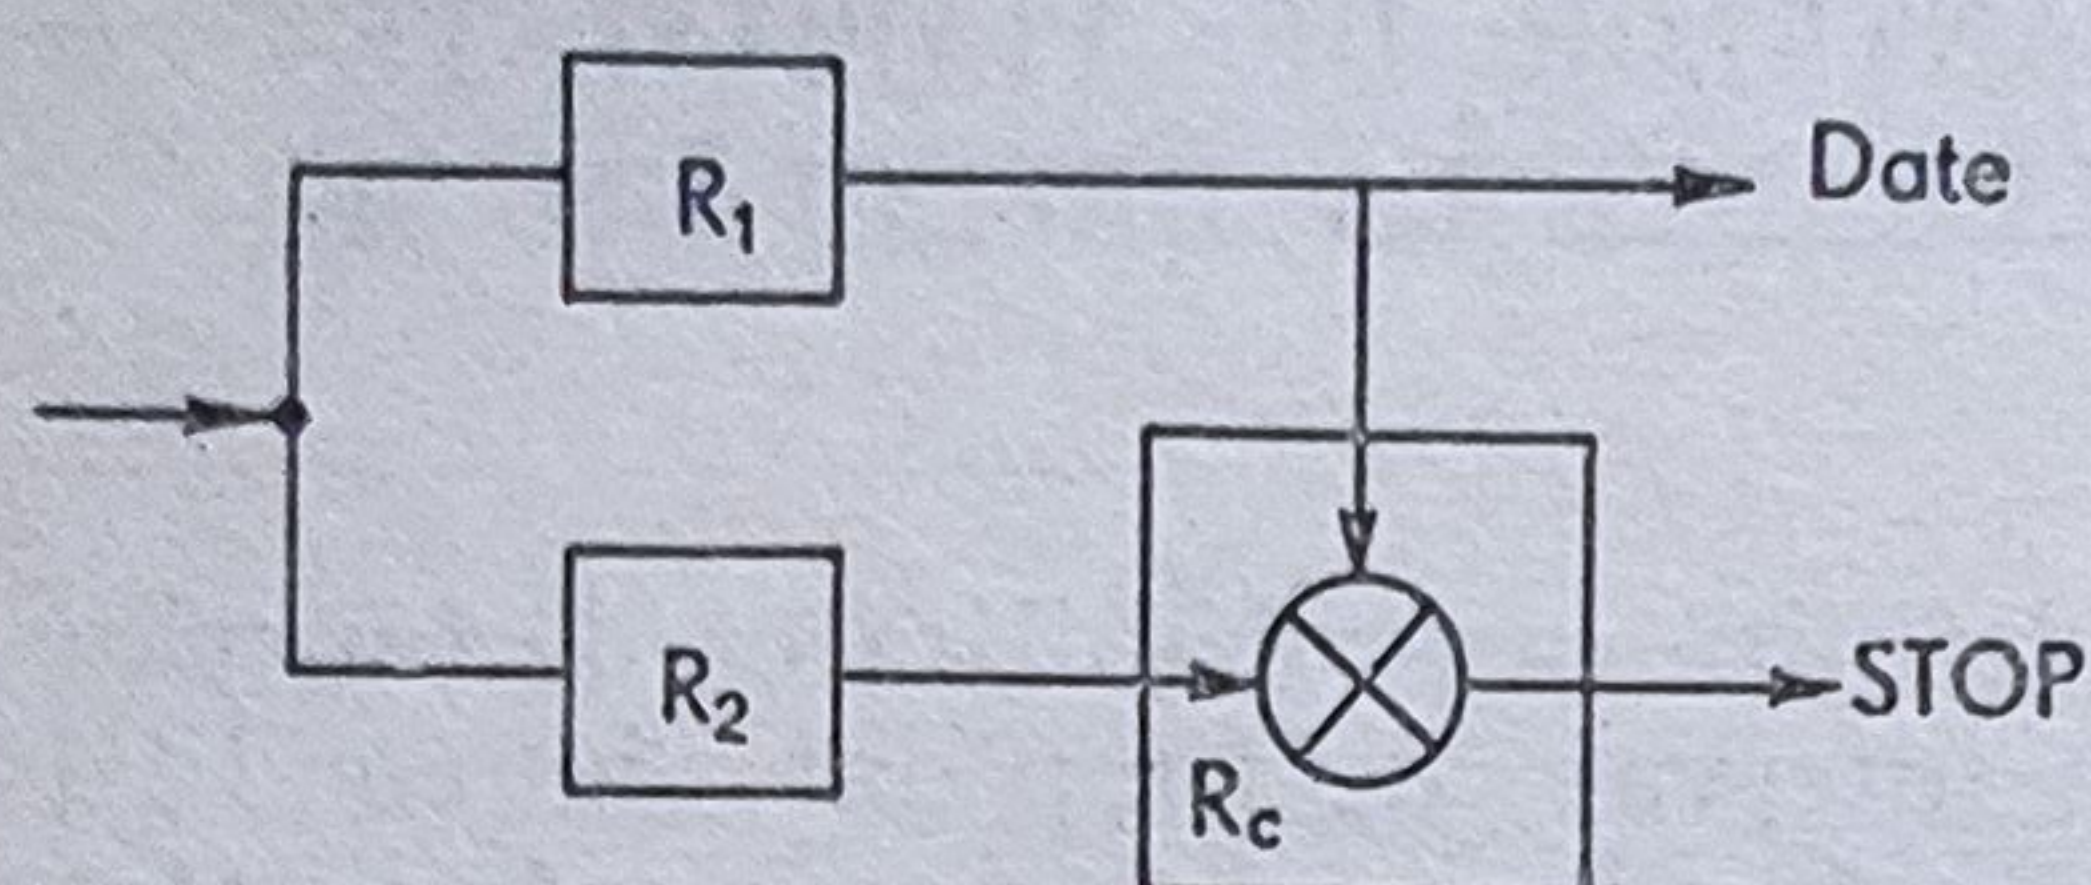 R₁
Date
R₂
STOP
Rc